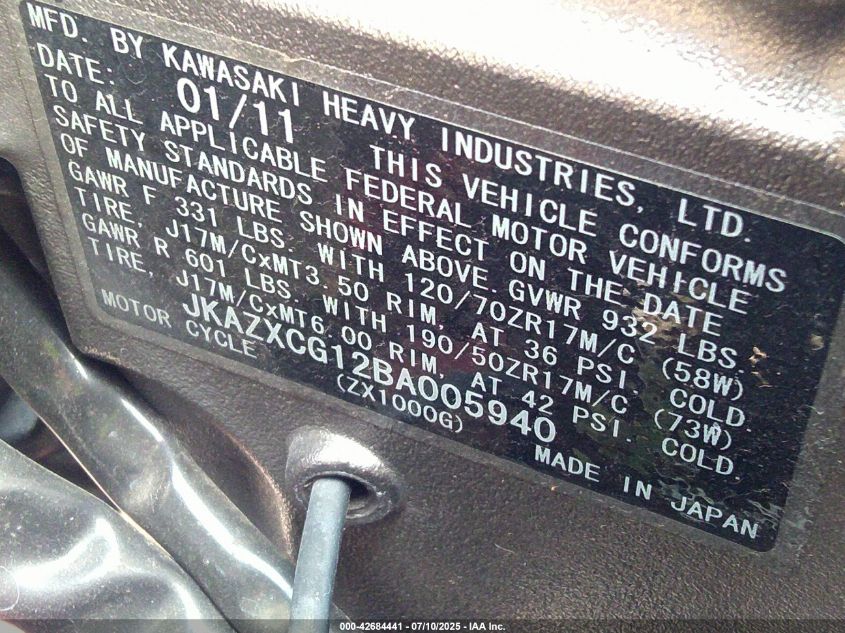 MFD. BY KAWASAKI HEAVY INDUSTRIES, LTD.
DATE: 01/11 THIS VEHICLE CONFORMS
TO ALL APPLICABLE FEDERAL MOTOR VEHICLE
SAFETY STANDARDS IN EFFECT ON THE DATE
OF MANUFACTURE SHOWN ABOVE. GVWR 932 LBS.
GAWR F 331 LBS. WITH 120/70ZR17M/C (58W)
TIRE, J17M/CxMT3.50 RIM, AT 36 PSI. COLD.
GAWR R 601 LBS. WITH 190/50ZR17M/C (73W)
TIRE, J17M/CxMT6.00 RIM, AT 42 PSI. COLD
JKAZXCG12BA005940
MOTOR CYCLE (ZX1000G) MADE IN JAPAN
000-42684441 - 07/10/2025 - IAA Inc.